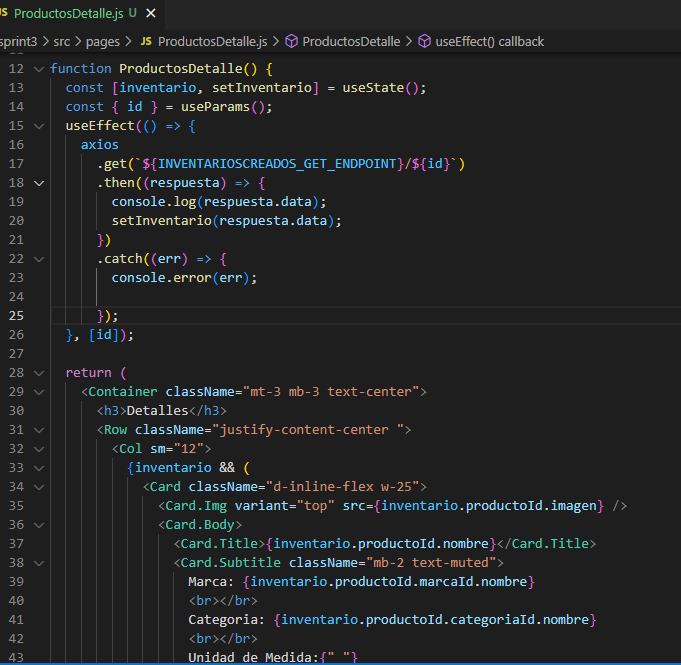 JS ProductosDetalle.js U ✕
sprint3 > src > pages > JS ProductosDetalle.js > ProductosDetalle > useEffect() callback
12 function ProductosDetalle() {
13 const [inventario, setInventario] = useState();
14 const { id } = useParams();
15 useEffect(() => {
16 axios
17 .get(`${INVENTARIOSCREADOS_GET_ENDPOINT}/${id}`)
18 .then((respuesta) => {
19 console.log(respuesta.data);
20 setInventario(respuesta.data);
21 })
22 .catch((err) => {
23 console.error(err);
24
25 });
26 }, [id]);
27
28 return (
29 <Container className="mt-3 mb-3 text-center">
30 <h3>Detalles</h3>
31 <Row className="justify-content-center ">
32 <Col sm="12">
33 {inventario && (
34 <Card className="d-inline-flex w-25">
35 <Card.Img variant="top" src={inventario.productoId.imagen} />
36 <Card.Body>
37 <Card.Title>{inventario.productoId.nombre}</Card.Title>
38 <Card.Subtitle className="mb-2 text-muted">
39 Marca: {inventario.productoId.marcaId.nombre}
40 <br></br>
41 Categoria: {inventario.productoId.categoriaId.nombre}
42 <br></br>
43 Unidad de Medida:{" "}